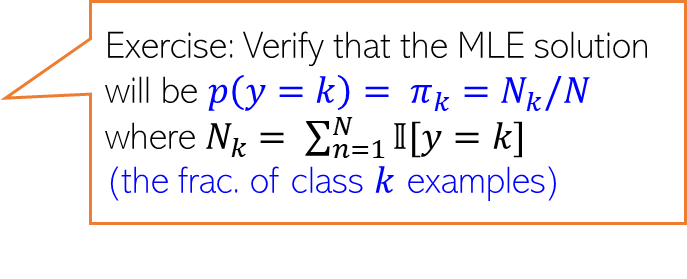 Exercise: Verify that the MLE solution
will be p(y = k) = π_k = N_k/N
where N_k = ∑_{n=1}^{N} 𝕀[y = k]
(the frac. of class k examples)